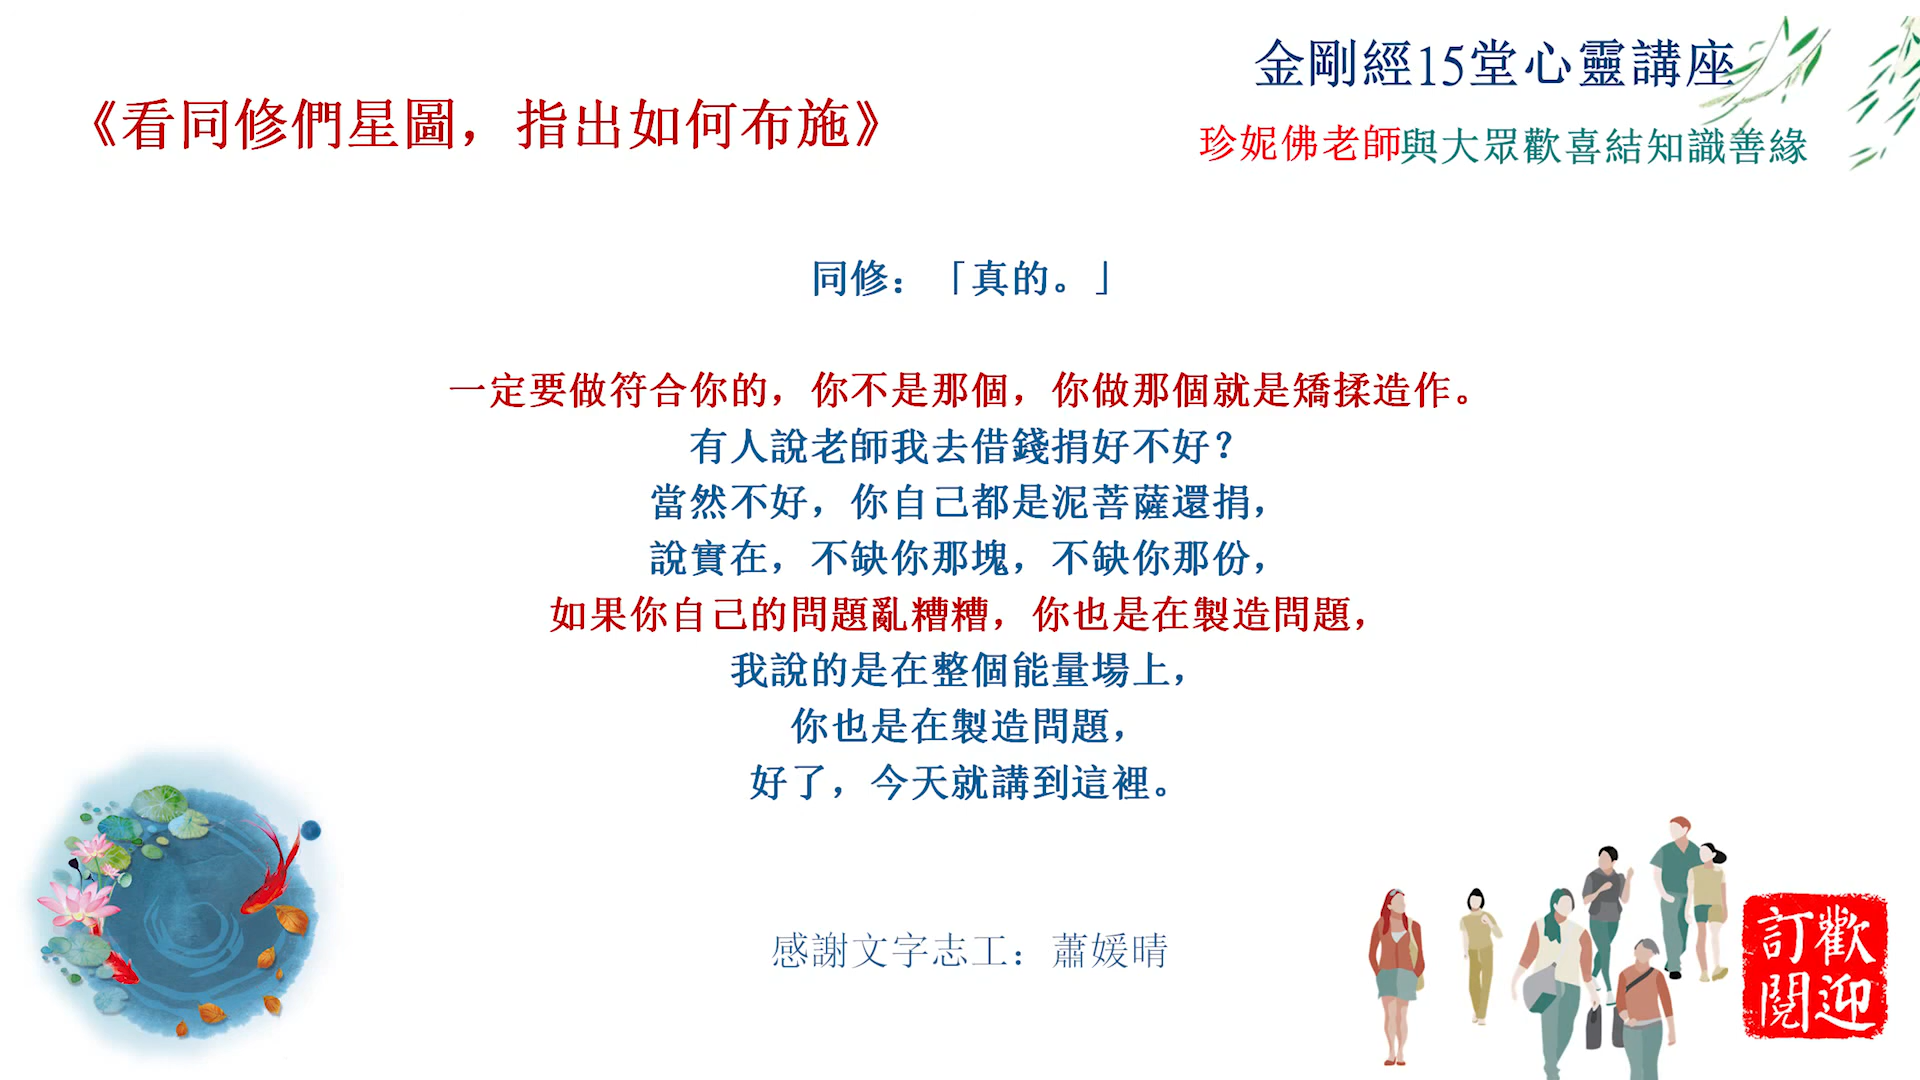 金剛經15堂心靈講座
《看同修們星圖，指出如何布施》
珍妮佛老師與大眾歡喜結知識善緣
同修：「真的。」
一定要做符合你的，你不是那個，你做那個就是矯揉造作。
有人說老師我去借錢捐好不好？
當然不好，你自己都是泥菩薩還捐，
說實在，不缺你那塊，不缺你那份，
如果你自己的問題亂糟糟，你也是在製造問題，
我說的是在整個能量場上，
你也是在製造問題，
好了，今天就講到這裡。
感謝文字志工：蕭媛晴
歡迎
訂閱